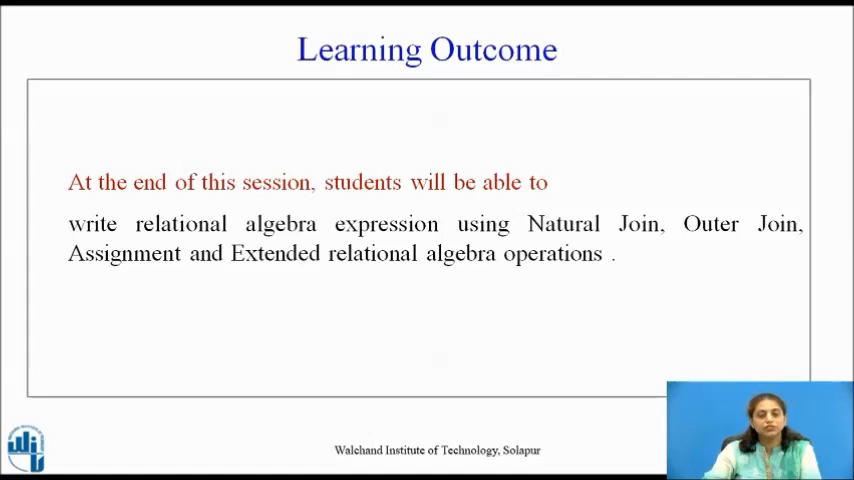 Learning Outcome
At the end of this session, students will be able to
write relational algebra expression using Natural Join, Outer Join,
Assignment and Extended relational algebra operations .
Walchand Institute of Technology, Solapur